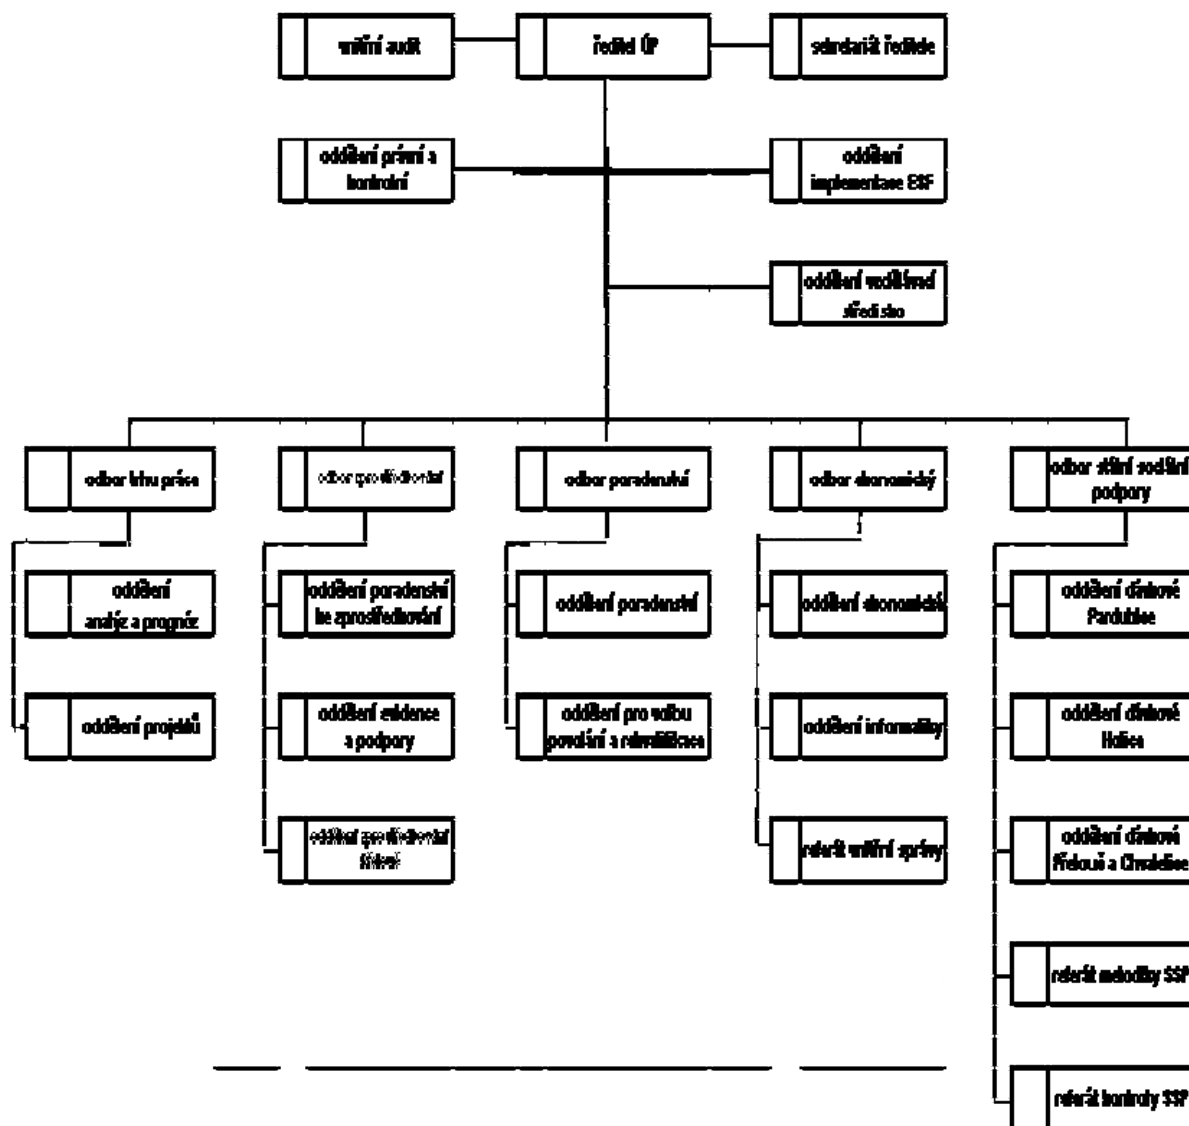 vnitřní audit
ředitel ÚP
sekretariát ředitele
oddělení právní a
kontrolní
oddělení
implementace ESF
oddělení vzdělávací
středisko
odbor trhu práce
odbor zprostředkování
odbor poradenství
odbor ekonomický
odbor státní sociální
podpory
oddělení
analýz a prognóz
oddělení poradenství
ke zprostředkování
oddělení poradenství
oddělení ekonomické
oddělení dávkové
Pardubice
oddělení projektů
oddělení evidence
a podpory
oddělení pro volbu
povolání a rekvalifikace
oddělení informatiky
oddělení dávkové
Holice
oddělení zprostředkování
referát vnitřní správy
oddělení dávkové
Přelouč a Chvaletice
referát metodiky SSP
referát kontroly SSP